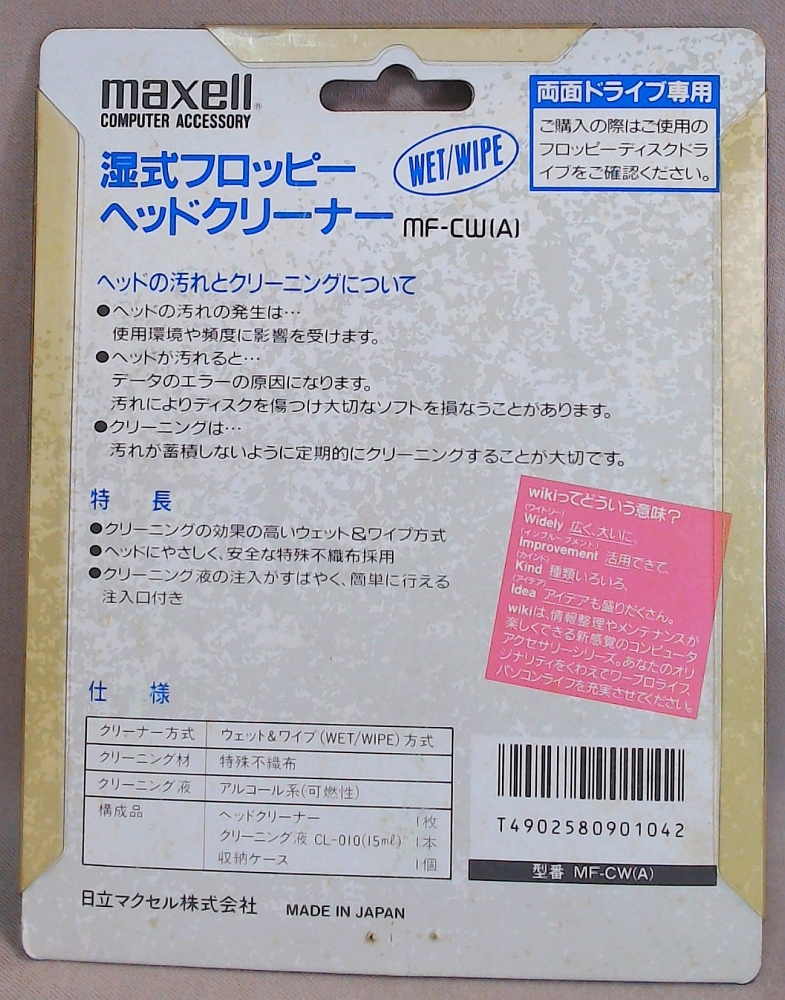 maxell®
COMPUTER ACCESSORY
両面ドライブ専用
ご購入の際はご使用の
フロッピーディスクドラ
イブをご確認ください。
湿式フロッピー
WET/WIPE
ヘッドクリーナー MF-CW(A)
ヘッドの汚れとクリーニングについて
●ヘッドの汚れの発生は…
使用環境や頻度に影響を受けます。
●ヘッドが汚れると…
データのエラーの原因になります。
汚れによりディスクを傷つけ大切なソフトを損なうことがあります。
●クリーニングは…
汚れが蓄積しないように定期的にクリーニングすることが大切です。
特 長
●クリーニングの効果の高いウェット&ワイプ方式
●ヘッドにやさしく、安全な特殊不織布採用
●クリーニング液の注入がすばやく、簡単に行える
注入口付き
wikiってどういう意味?
(ワイドリー)
Widely 広く、大いに、
(インプルーブメント)
Improvement 活用できて、
(カインド)
Kind 種類いろいろ、
(アイデア)
Idea アイデアも盛りだくさん。
wikiは、情報整理やメンテナンスが
楽しくできる新感覚のコンピュータ
アクセサリーシリーズ。あなたのオリ
ジナリティをくわえてワープロライフ、
パソコンライフを充実させてください。
仕 様
クリーナー方式 ウェット&ワイプ(WET/WIPE)方式
クリーニング材 特殊不織布
クリーニング液 アルコール系(可燃性)
構成品 ヘッドクリーナー 1枚
クリーニング液 CL-010(15mℓ) 1本
収納ケース 1個
T4902580901042
型番 MF-CW(A)
日立マクセル株式会社 MADE IN JAPAN